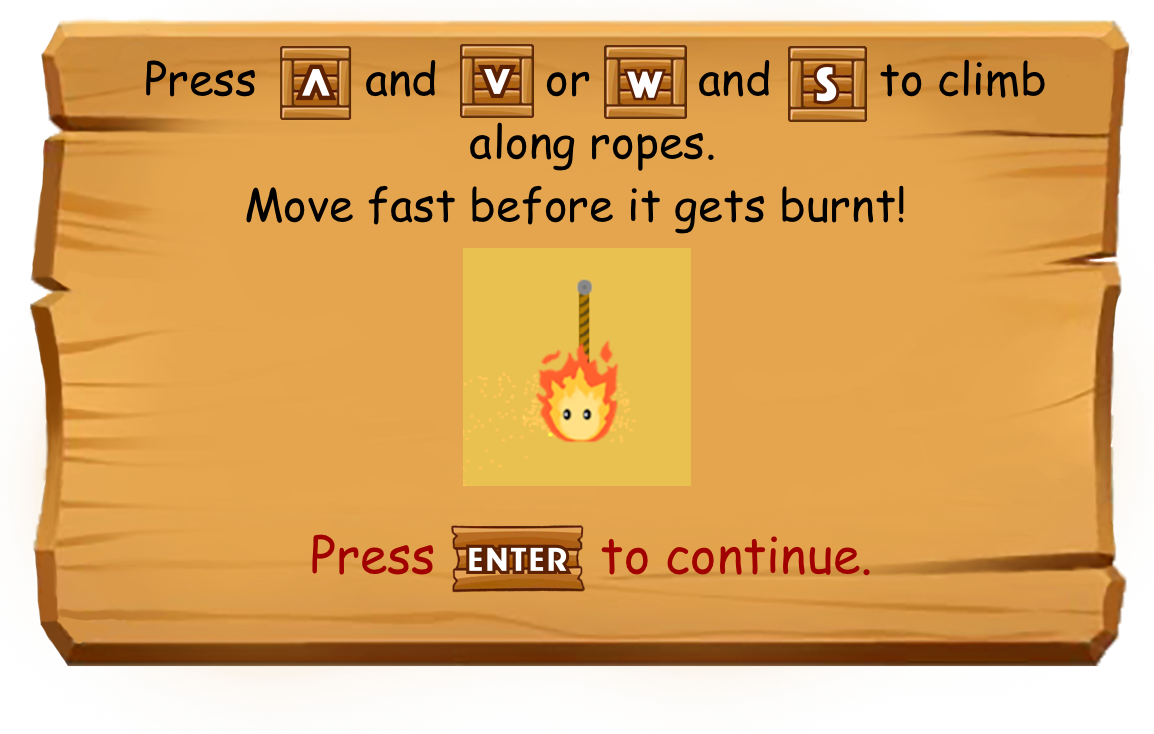 Press Λ and V or W and S to climb
along ropes.
Move fast before it gets burnt!
Press ENTER to continue.